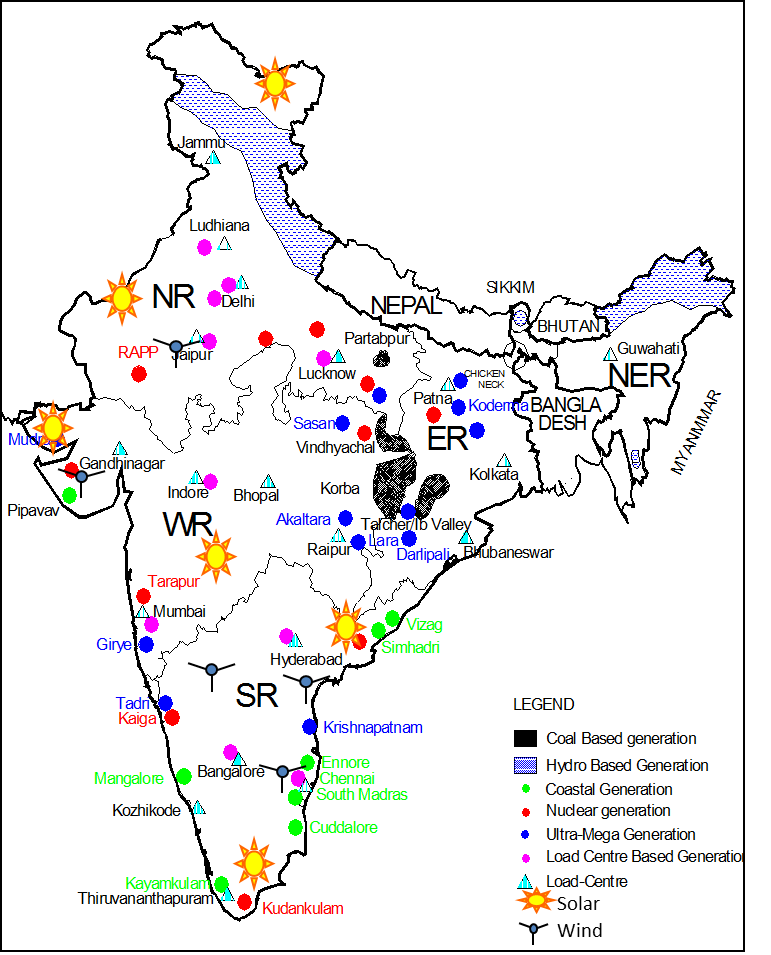 Jammu
Ludhiana
NR
Delhi
SIKKIM
NEPAL
BHUTAN
RAPP
Jaipur
Partabpur
Lucknow
Guwahati
CHICKEN
NECK
NER
Patna
Koderma
BANGLA
DESH
MYANMMAR
Mudra
Sasan
Vindhyachal
ER
Gandhinagar
Kolkata
Pipavav
Indore
Bhopal
Korba
WR
Akaltara
Talcher/Ib Valley
Raipur
Lara
Darlipali
Bhubaneswar
Tarapur
Mumbai
Vizag
Girye
Simhadri
Hyderabad
SR
Tadri
Kaiga
Krishnapatnam
Bangalore
Ennore
Mangalore
Chennai
South Madras
Kozhikode
Cuddalore
Kayamkulam
Thiruvananthapuram
Kudankulam
LEGEND
Coal Based generation
Hydro Based Generation
Coastal Generation
Nuclear generation
Ultra-Mega Generation
Load Centre Based Generation
Load-Centre
Solar
Wind